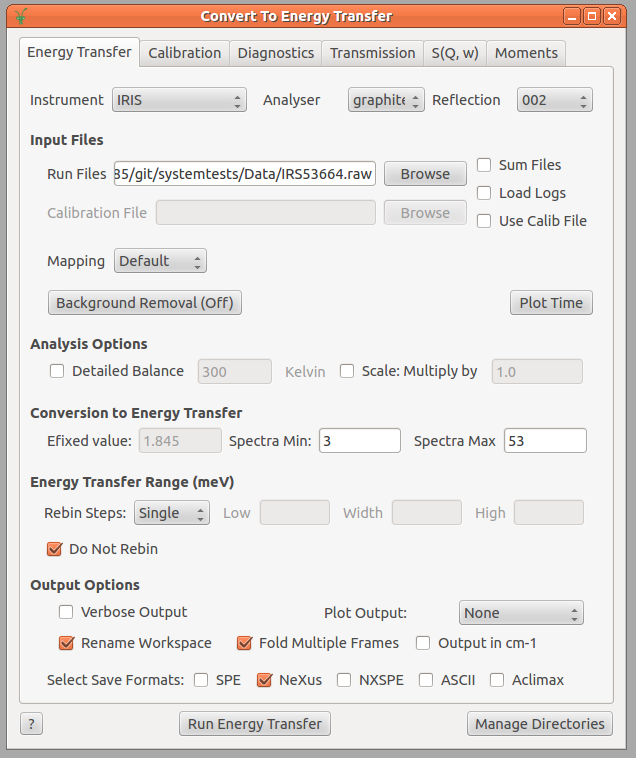 Convert To Energy Transfer
Energy Transfer Calibration Diagnostics Transmission S(Q, w) Moments
Instrument IRIS Analyser graphite Reflection 002
Input Files
Run Files 85/git/systemtests/Data/IRS53664.raw Browse Sum Files
Load Logs
Calibration File Browse Use Calib File
Mapping Default
Background Removal (Off) Plot Time
Analysis Options
Detailed Balance 300 Kelvin Scale: Multiply by 1.0
Conversion to Energy Transfer
Efixed value: 1.845 Spectra Min: 3 Spectra Max 53
Energy Transfer Range (meV)
Rebin Steps: Single Low Width High
Do Not Rebin
Output Options
Verbose Output Plot Output: None
Rename Workspace Fold Multiple Frames Output in cm-1
Select Save Formats: SPE NeXus NXSPE ASCII Aclimax
? Run Energy Transfer Manage Directories